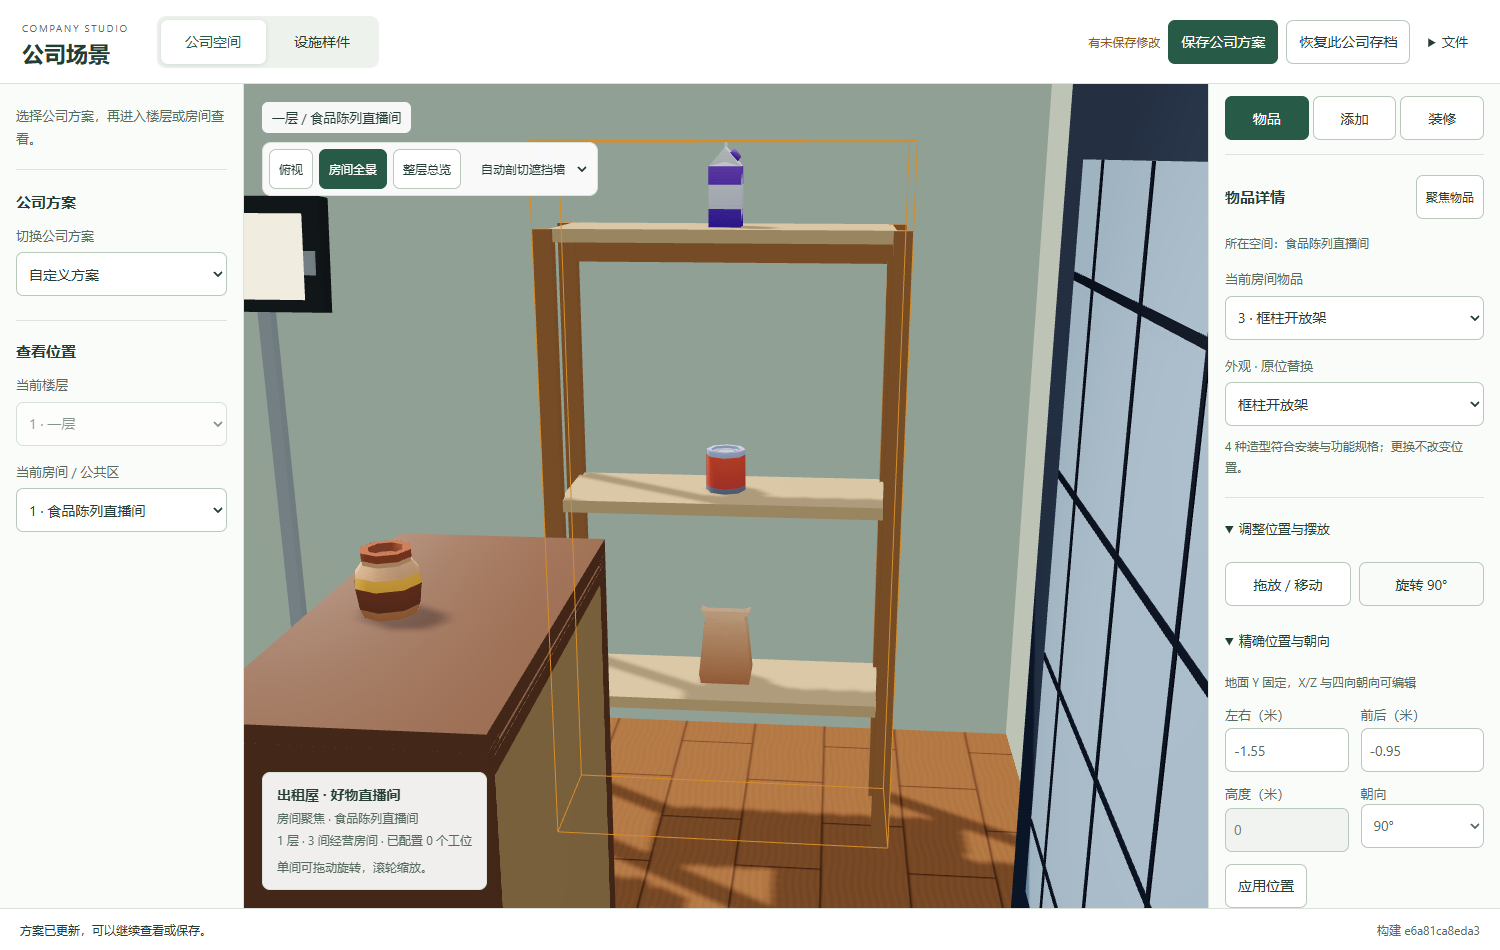 COMPANY STUDIO
公司场景
公司空间
设施样件
有未保存修改
保存公司方案
恢复此公司存档
▶ 文件
选择公司方案，再进入楼层或房间查看。
公司方案
切换公司方案
自定义方案
查看位置
当前楼层
1 · 一层
当前房间 / 公共区
1 · 食品陈列直播间
一层 / 食品陈列直播间
俯视
房间全景
整层总览
自动剖切遮挡墙
出租屋 · 好物直播间
房间聚焦 · 食品陈列直播间
1 层 · 3 间经营房间 · 已配置 0 个工位
单间可拖动旋转，滚轮缩放。
物品
添加
装修
物品详情
聚焦物品
所在空间：食品陈列直播间
当前房间物品
3 · 框柱开放架
外观 · 原位替换
框柱开放架
4 种造型符合安装与功能规格；更换不改变位置。
▼ 调整位置与摆放
拖放 / 移动
旋转 90°
▼ 精确位置与朝向
地面 Y 固定，X/Z 与四向朝向可编辑
左右（米）
前后（米）
-1.55
-0.95
高度（米）
朝向
0
90°
应用位置
方案已更新，可以继续查看或保存。
构建 e6a81ca8eda3